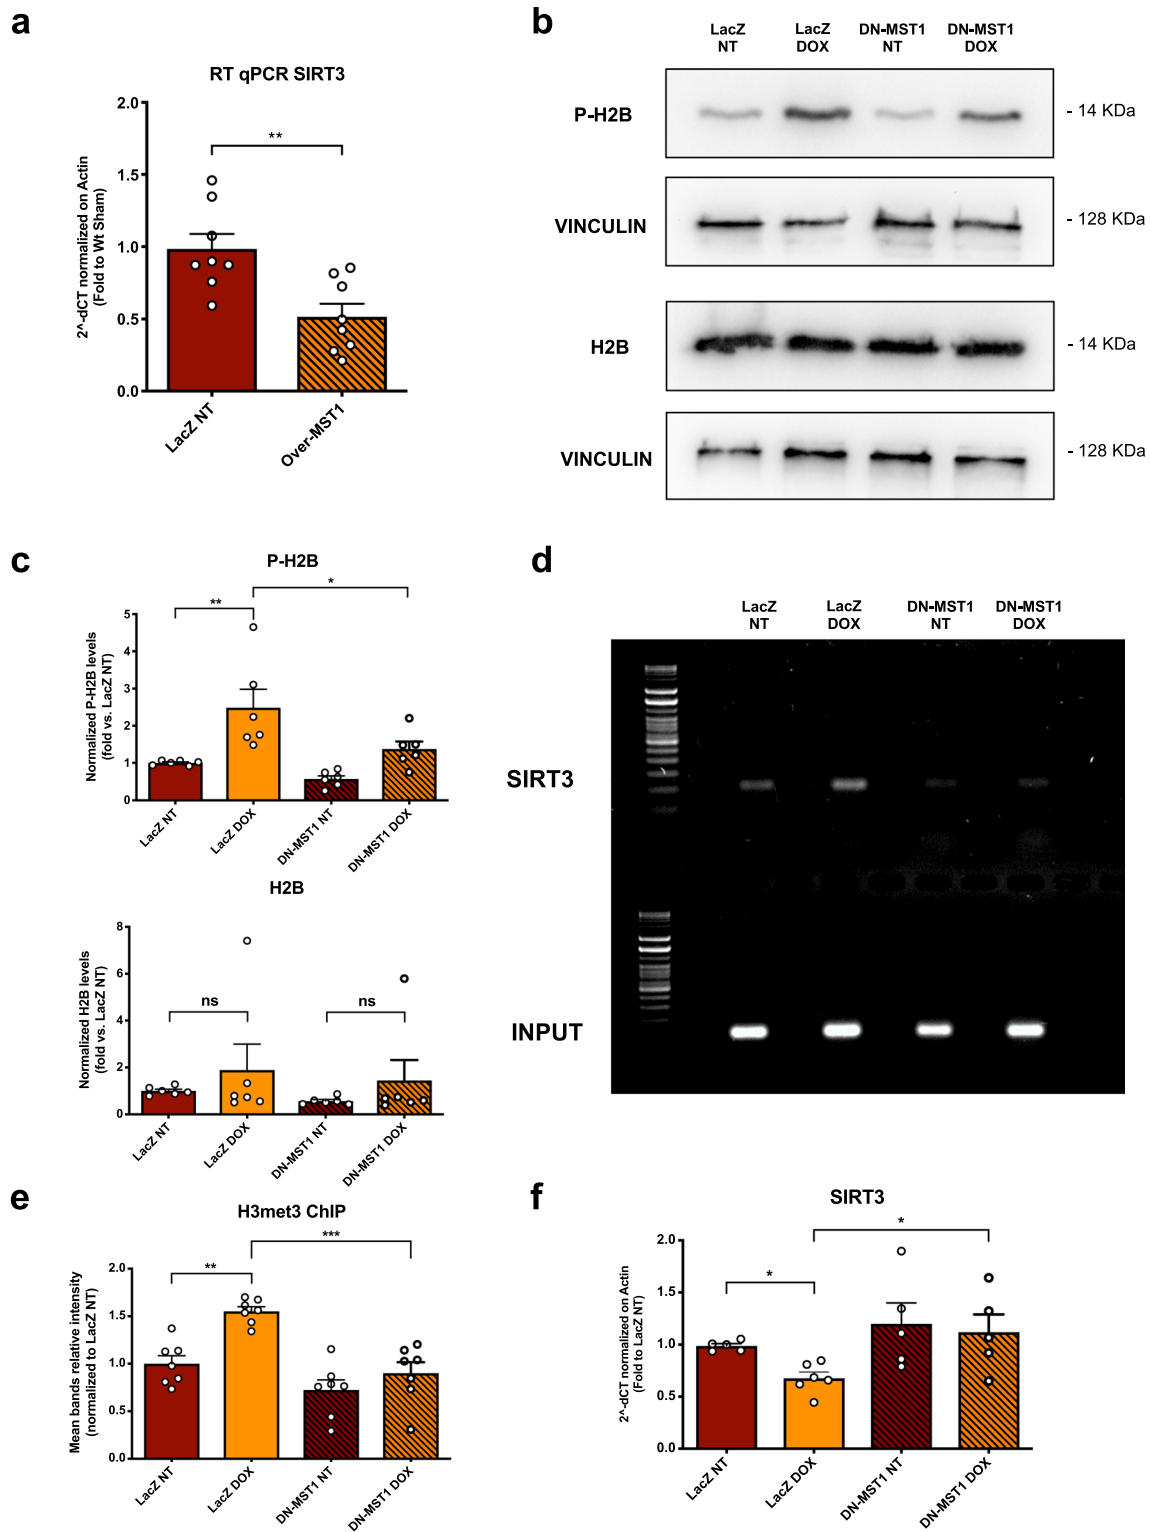 a
RT qPCR SIRT3
2^-dCT normalized on Actin
(Fold to Wt Sham)
2.0
1.5
1.0
0.5
0.0
**
LacZ NT
Over-MST1
b
LacZ NT
LacZ DOX
DN-MST1 NT
DN-MST1 DOX
P-H2B
- 14 KDa
VINCULIN
- 128 KDa
H2B
- 14 KDa
VINCULIN
- 128 KDa
c
P-H2B
Normalized P-H2B levels
(fold vs. LacZ NT)
5
4
3
2
1
0
**
*
LacZ NT
LacZ DOX
DN-MST1 NT
DN-MST1 DOX
H2B
Normalized H2B levels
(fold vs. LacZ NT)
8
6
4
2
0
ns
ns
LacZ NT
LacZ DOX
DN-MST1 NT
DN-MST1 DOX
d
LacZ NT
LacZ DOX
DN-MST1 NT
DN-MST1 DOX
SIRT3
INPUT
e
H3met3 ChIP
Mean bands relative intensity
(normalized to LacZ NT)
2.0
1.5
1.0
0.5
0.0
**
***
LacZ NT
LacZ DOX
DN-MST1 NT
DN-MST1 DOX
f
SIRT3
2^-dCT normalized on Actin
(Fold to LacZ NT)
2.0
1.5
1.0
0.5
0.0
*
*
LacZ NT
LacZ DOX
DN-MST1 NT
DN-MST1 DOX